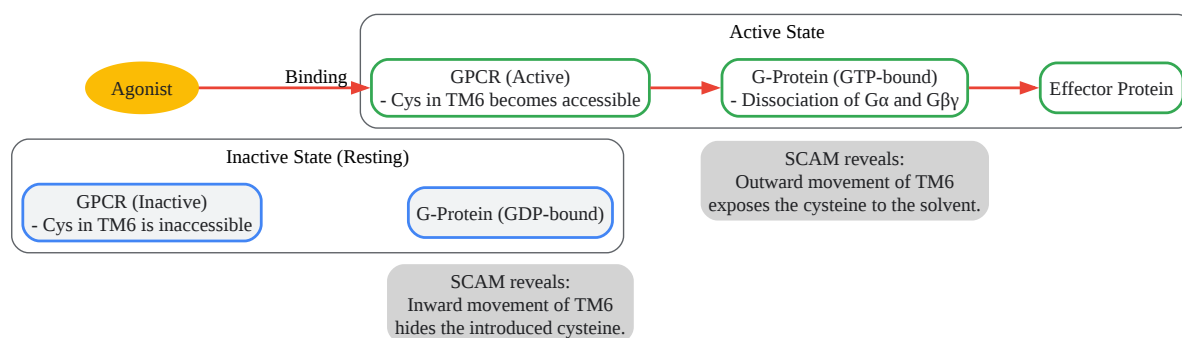 Active State
Agonist
Binding
GPCR (Active)
- Cys in TM6 becomes accessible
G-Protein (GTP-bound)
- Dissociation of Gα and Gβγ
Effector Protein
Inactive State (Resting)
GPCR (Inactive)
- Cys in TM6 is inaccessible
G-Protein (GDP-bound)
SCAM reveals:
Outward movement of TM6
exposes the cysteine to the solvent.
SCAM reveals:
Inward movement of TM6
hides the introduced cysteine.